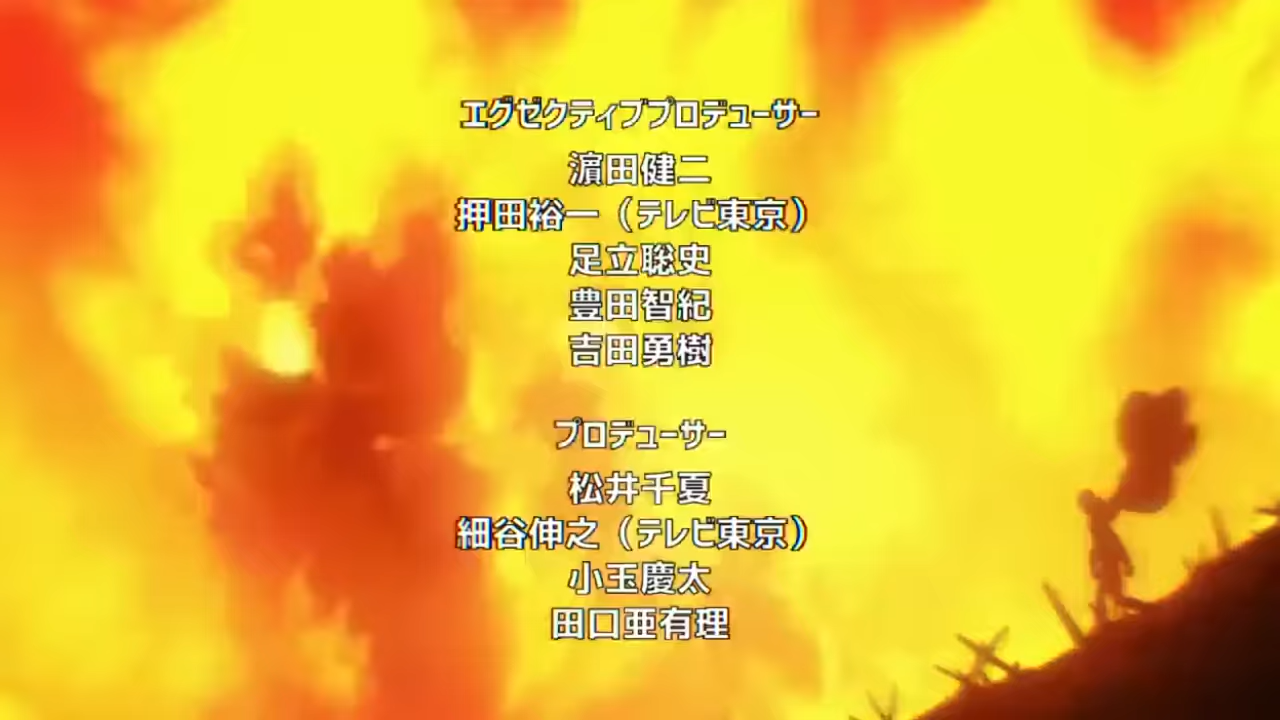 エグゼクティブプロデューサー
濵田健二
押田裕一（テレビ東京）
足立聡史
豊田智紀
吉田勇樹
プロデューサー
松井千夏
細谷伸之（テレビ東京）
小玉慶太
田口亜有理